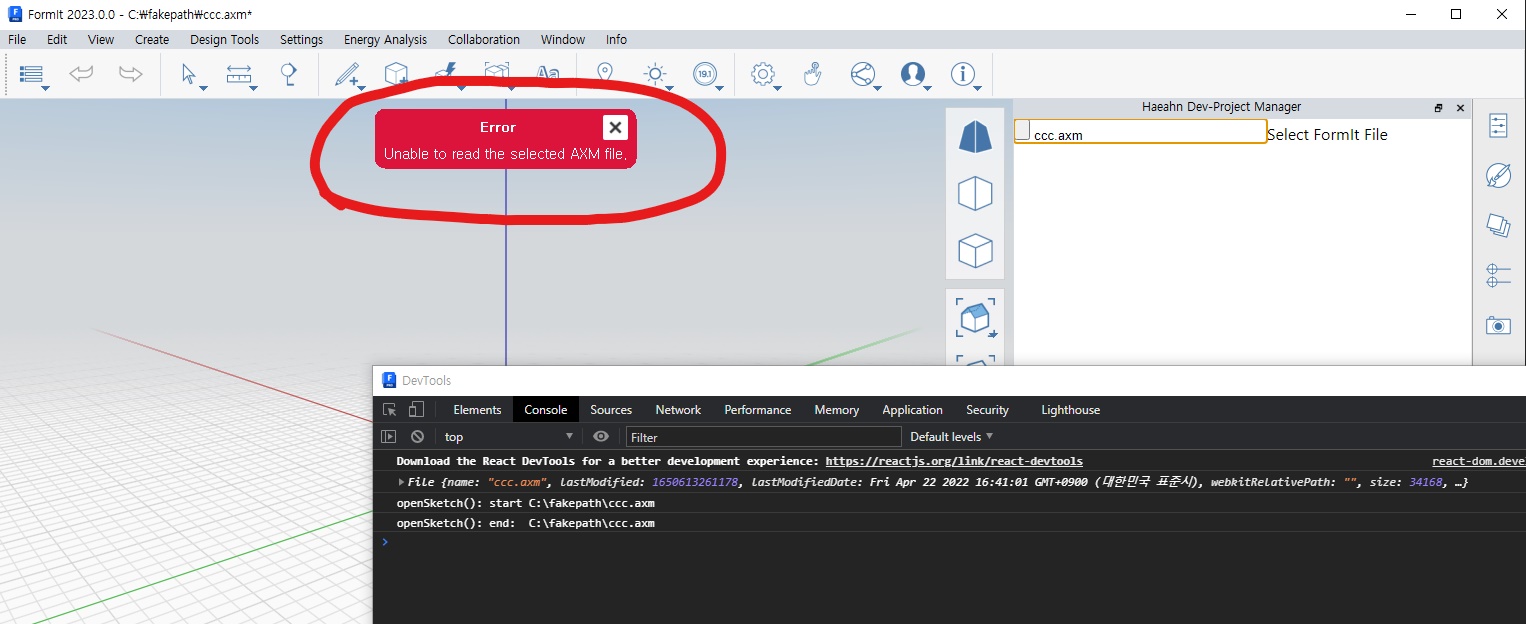 FormIt 2023.0.0 - C:₩fakepath₩ccc.axm*
File Edit View Create Design Tools Settings Energy Analysis Collaboration Window Info
Aa 19.1
Haeahn Dev-Project Manager
Error
Unable to read the selected AXM file.
ccc.axm Select FormIt File
DevTools
Elements Console Sources Network Performance Memory Application Security Lighthouse
top Filter Default levels
Download the React DevTools for a better development experience: https://reactjs.org/link/react-devtools react-dom.deve
File {name: "ccc.axm", lastModified: 1650613261178, lastModifiedDate: Fri Apr 22 2022 16:41:01 GMT+0900 (대한민국 표준시), webkitRelativePath: "", size: 34168, …}
openSketch(): start C:\fakepath\ccc.axm
openSketch(): end: C:\fakepath\ccc.axm